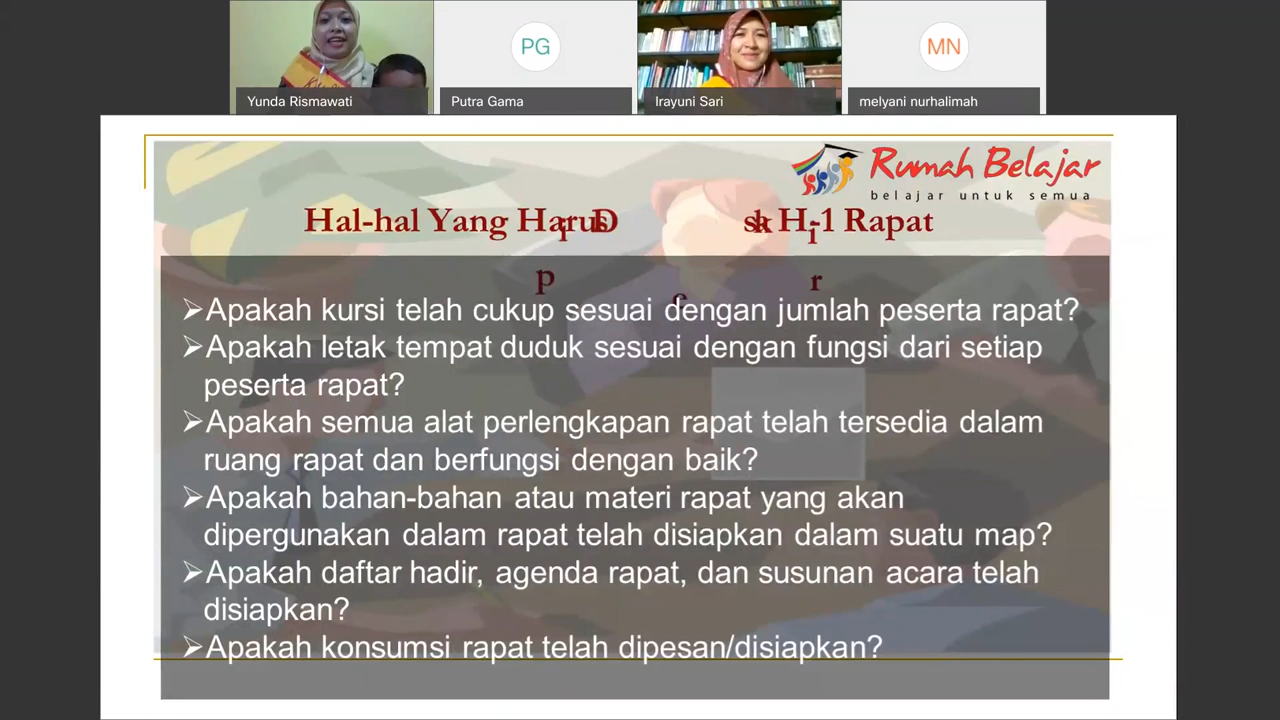 PG
MN
Yunda Rismawati
Putra Gama
Irayuni Sari
melyani nurhalimah
Rumah Belajar
belajar untuk semua
Hal-hal Yang Harus H-1 Rapat
➢Apakah kursi telah cukup sesuai dengan jumlah peserta rapat?
➢Apakah letak tempat duduk sesuai dengan fungsi dari setiap
peserta rapat?
➢Apakah semua alat perlengkapan rapat telah tersedia dalam
ruang rapat dan berfungsi dengan baik?
➢Apakah bahan-bahan atau materi rapat yang akan
dipergunakan dalam rapat telah disiapkan dalam suatu map?
➢Apakah daftar hadir, agenda rapat, dan susunan acara telah
disiapkan?
➢Apakah konsumsi rapat telah dipesan/disiapkan?